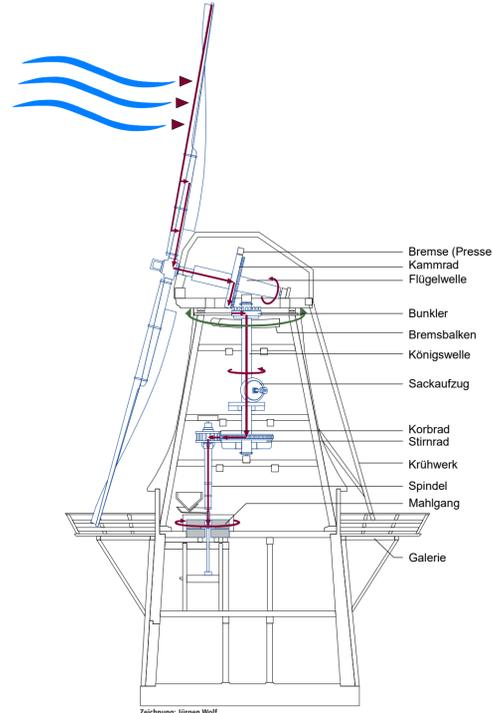 Bremse (Presse
Kammrad
Flügelwelle
Bunkler
Bremsbalken
Königswelle
Sackaufzug
Korbrad
Stirnrad
Krühwerk
Spindel
Mahlgang
Galerie
Zeichnung: Jürgen Wolf